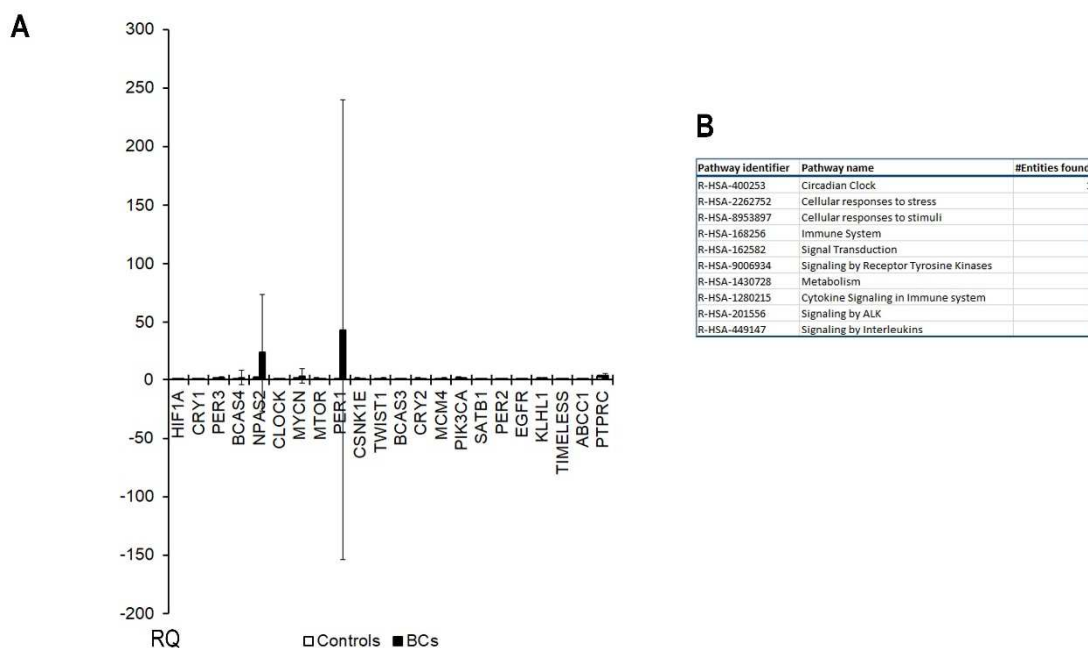 A
300
250
200
150
100
50
0
-50
-100
-150
-200
HIF1A
CRY1
PER3
BCAS4
NPAS2
CLOCK
MYCN
MTOR
PER1
CSNK1E
TWIST1
BCAS3
CRY2
MCM4
PIK3CA
SATB1
PER2
EGFR
KLHL1
TIMELESS
ABCC1
PTPRC
RQ
Controls BCs
B
Pathway identifier Pathway name #Entities found
R-HSA-400253 Circadian Clock
R-HSA-2262752 Cellular responses to stress
R-HSA-8953897 Cellular responses to stimuli
R-HSA-168256 Immune System
R-HSA-162582 Signal Transduction
R-HSA-9006934 Signaling by Receptor Tyrosine Kinases
R-HSA-1430728 Metabolism
R-HSA-1280215 Cytokine Signaling in Immune system
R-HSA-201556 Signaling by ALK
R-HSA-449147 Signaling by Interleukins